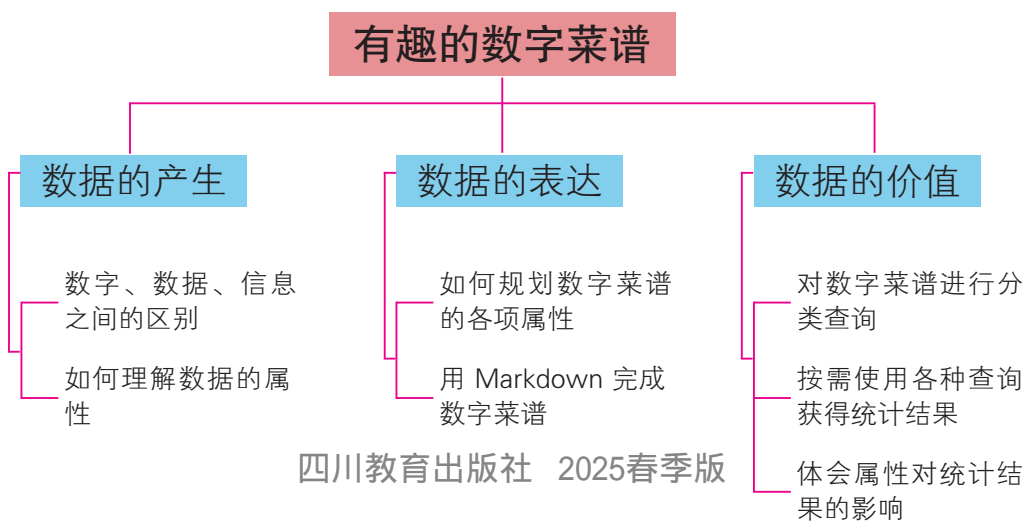 有趣的数字菜谱
数据的产生
数字、数据、信息
之间的区别
如何理解数据的属
性
数据的表达
如何规划数字菜谱
的各项属性
用 Markdown 完成
数字菜谱
数据的价值
对数字菜谱进行分
类查询
按需使用各种查询
获得统计结果
体会属性对统计结
果的影响
四川教育出版社 2025春季版